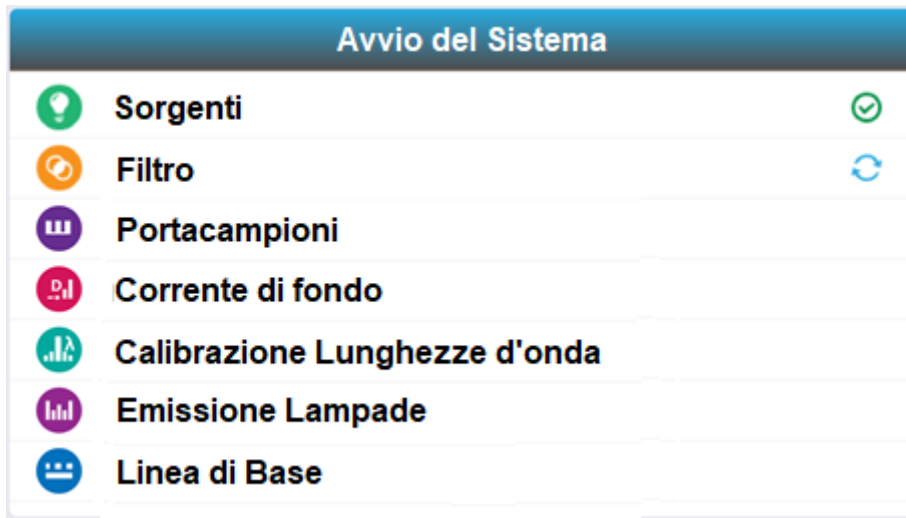 Avvio del Sistema
Sorgenti
Filtro
Portacampioni
Corrente di fondo
Calibrazione Lunghezze d'onda
Emissione Lampade
Linea di Base